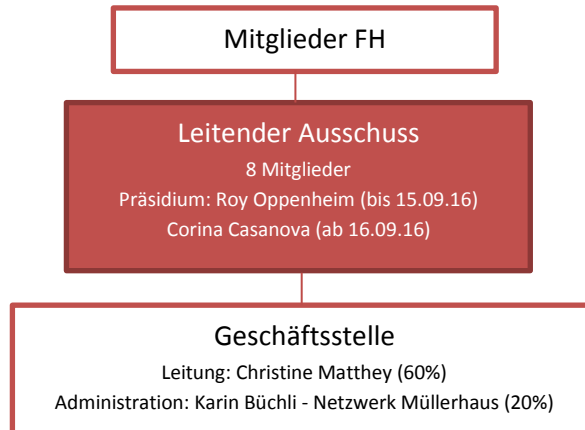 Mitglieder FH
Leitender Ausschuss
8 Mitglieder
Präsidium: Roy Oppenheim (bis 15.09.16)
Corina Casanova (ab 16.09.16)
Geschäftsstelle
Leitung: Christine Matthey (60%)
Administration: Karin Büchli - Netzwerk Müllerhaus (20%)